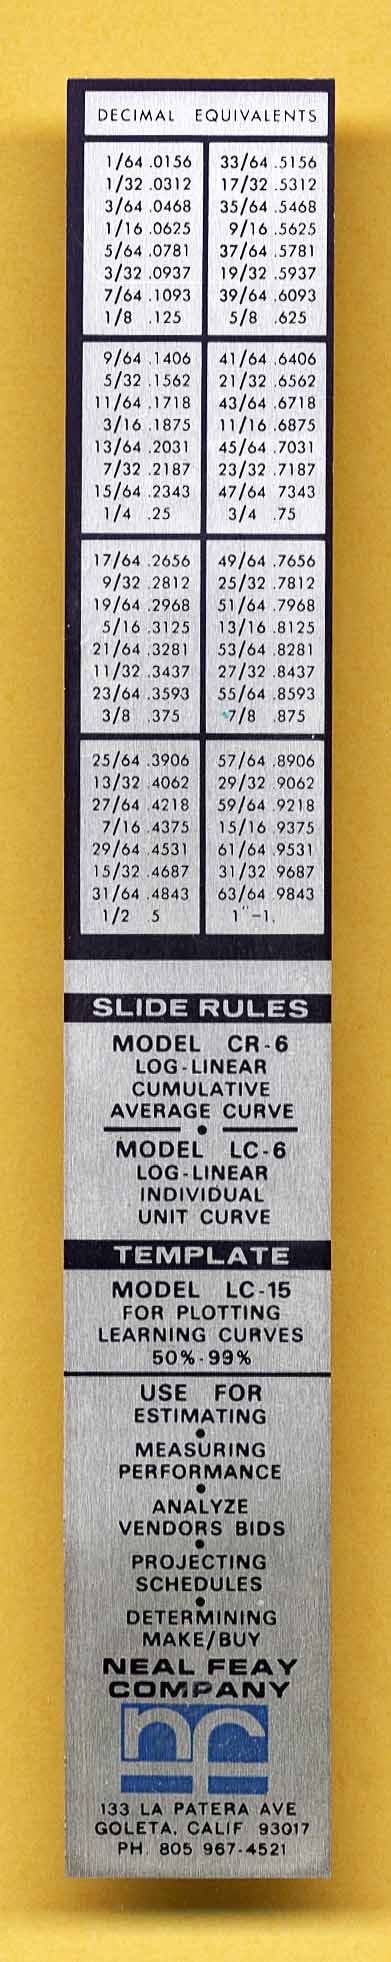 DECIMAL EQUIVALENTS
1/64 .0156
1/32 .0312
3/64 .0468
1/16 .0625
5/64 .0781
3/32 .0937
7/64 .1093
1/8 .125
33/64 .5156
17/32 .5312
35/64 .5468
9/16 .5625
37/64 .5781
19/32 .5937
39/64 .6093
5/8 .625
9/64 .1406
5/32 .1562
11/64 .1718
3/16 .1875
13/64 .2031
7/32 .2187
15/64 .2343
1/4 .25
41/64 .6406
21/32 .6562
43/64 .6718
11/16 .6875
45/64 .7031
23/32 .7187
47/64 .7343
3/4 .75
17/64 .2656
9/32 .2812
19/64 .2968
5/16 .3125
21/64 .3281
11/32 .3437
23/64 .3593
3/8 .375
49/64 .7656
25/32 .7812
51/64 .7968
13/16 .8125
53/64 .8281
27/32 .8437
55/64 .8593
7/8 .875
25/64 .3906
13/32 .4062
27/64 .4218
7/16 .4375
29/64 .4531
15/32 .4687
31/64 .4843
1/2 .5
57/64 .8906
29/32 .9062
59/64 .9218
15/16 .9375
61/64 .9531
31/32 .9687
63/64 .9843
1"-1.
SLIDE RULES
MODEL CR-6
LOG-LINEAR
CUMULATIVE
AVERAGE CURVE
MODEL LC-6
LOG-LINEAR
INDIVIDUAL
UNIT CURVE
TEMPLATE
MODEL LC-15
FOR PLOTTING
LEARNING CURVES
50%-99%
USE FOR
ESTIMATING
MEASURING
PERFORMANCE
ANALYZE
VENDORS BIDS
PROJECTING
SCHEDULES
DETERMINING
MAKE/BUY
NEAL FEAY
COMPANY
nf
133 LA PATERA AVE
GOLETA, CALIF 93017
PH. 805 967-4521